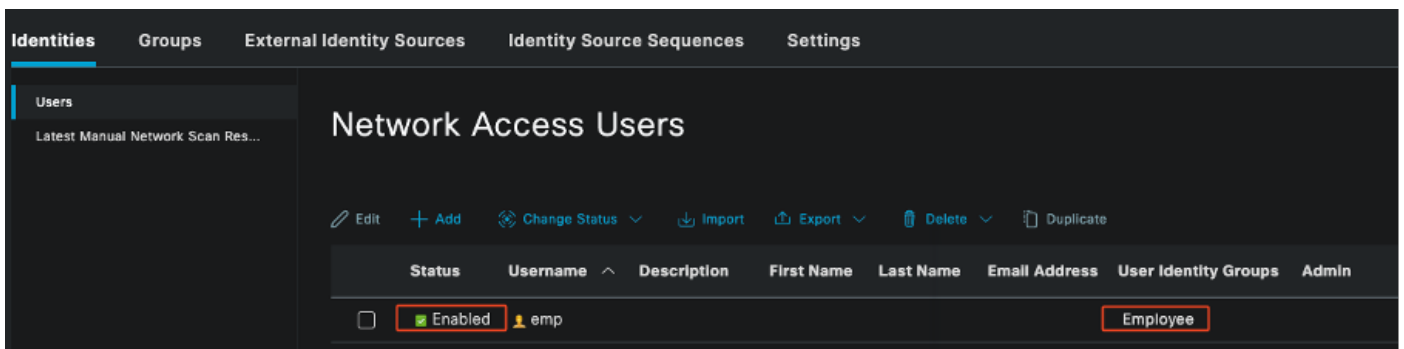 Identities Groups External Identity Sources Identity Source Sequences Settings
Users
Latest Manual Network Scan Res...
Network Access Users
Edit Add Change Status Import Export Delete Duplicate
Status Username Description First Name Last Name Email Address User Identity Groups Admin
Enabled emp Employee